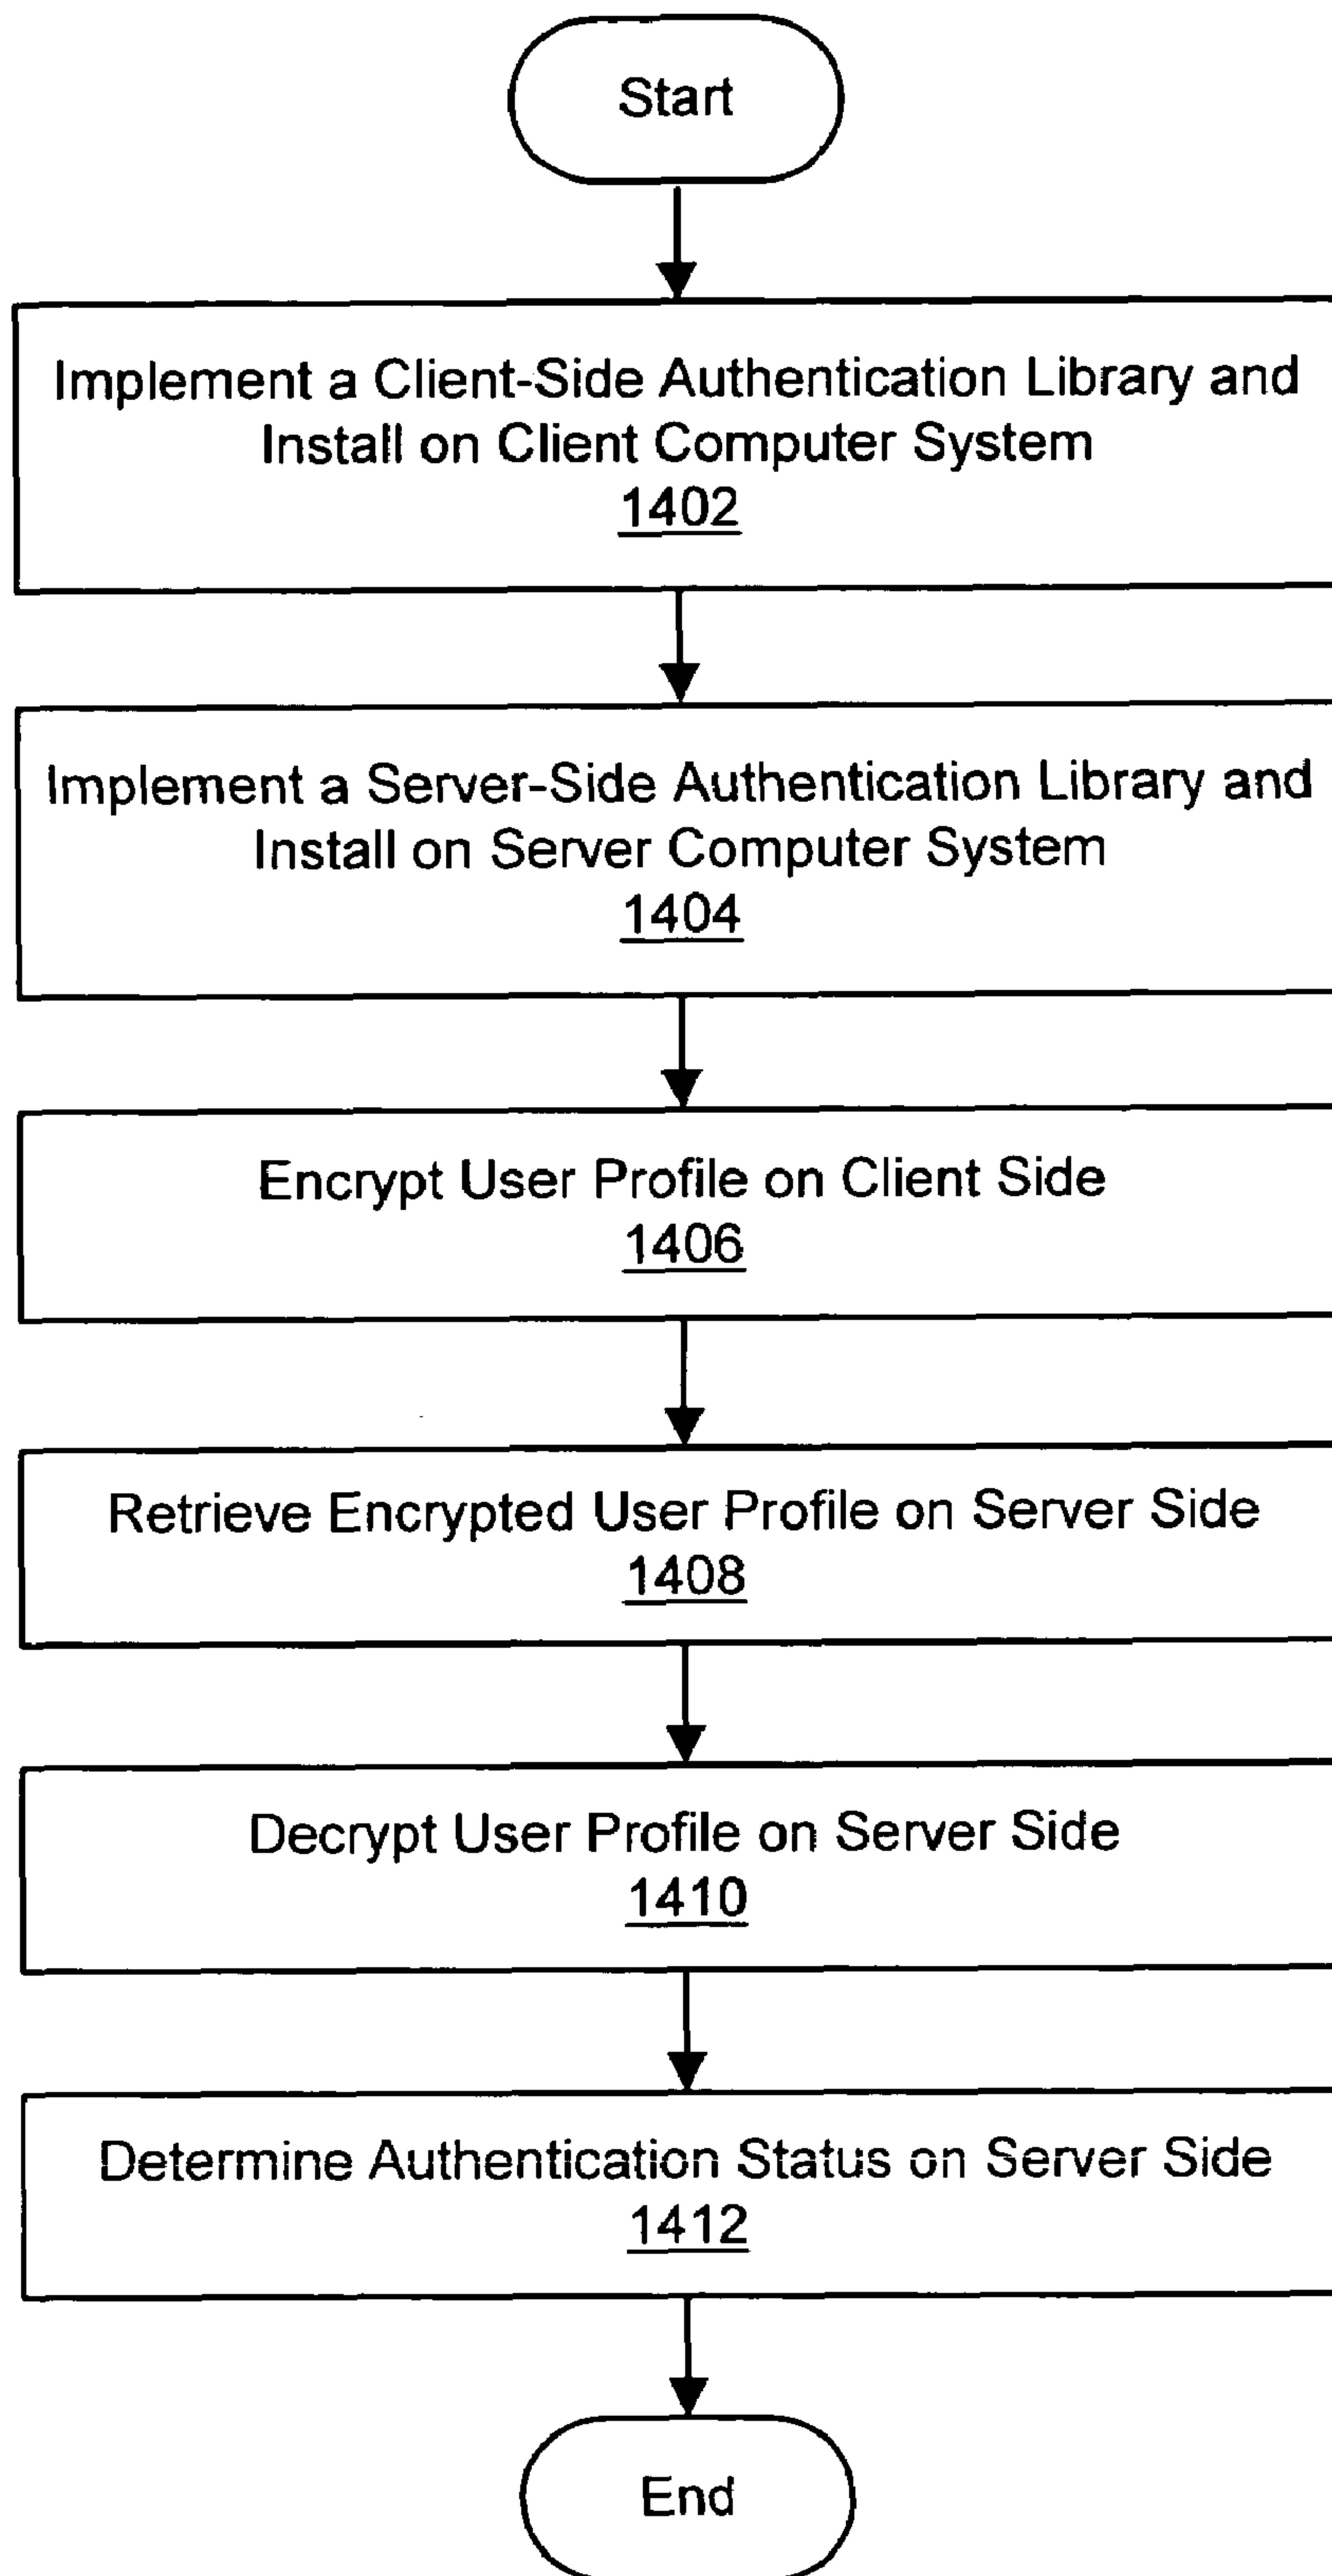 Start
Implement a Client-Side Authentication Library and
Install on Client Computer System
1402
Implement a Server-Side Authentication Library and
Install on Server Computer System
1404
Encrypt User Profile on Client Side
1406
Retrieve Encrypted User Profile on Server Side
1408
Decrypt User Profile on Server Side
1410
Determine Authentication Status on Server Side
1412
End